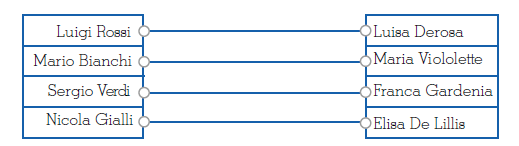 Luigi Rossi Luisa Derosa
Mario Bianchi Maria Viololette
Sergio Verdi Franca Gardenia
Nicola Gialli Elisa De Lillis